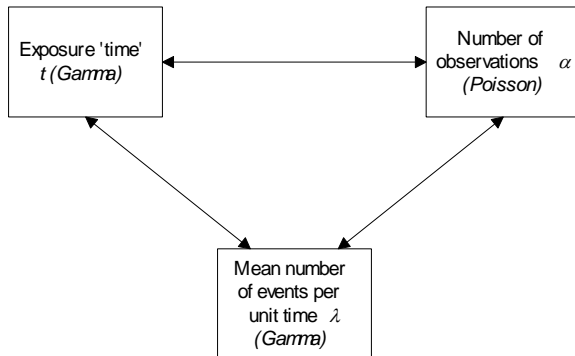 Exposure 'time'
t (Gamma)
Number of
observations α
(Poisson)
Mean number
of events per
unit time λ
(Gamma)